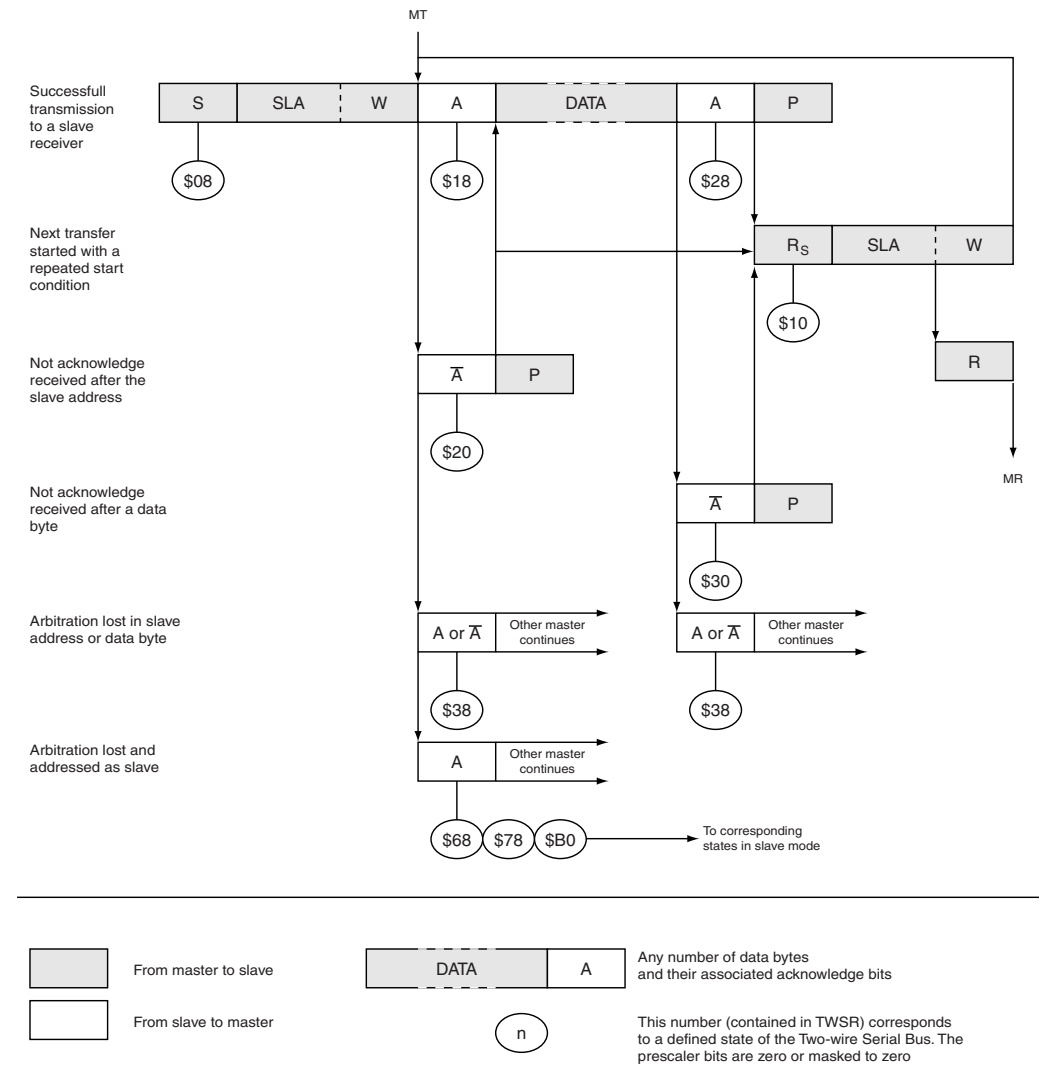 MT
Successfull
transmission
to a slave
receiver
S SLA W A DATA A P
$08 $18 $28
Next transfer
started with a
repeated start
condition
RS SLA W
$10
Not acknowledge
received after the
slave address
A̅ P
R
$20
MR
Not acknowledge
received after a data
byte
A̅ P
$30
Arbitration lost in slave
address or data byte
A or A̅
Other master
continues
A or A̅
Other master
continues
$38 $38
Arbitration lost and
addressed as slave
A
Other master
continues
$68 $78 $B0
To corresponding
states in slave mode
From master to slave
DATA A
Any number of data bytes
and their associated acknowledge bits
From slave to master
n
This number (contained in TWSR) corresponds
to a defined state of the Two-wire Serial Bus. The
prescaler bits are zero or masked to zero